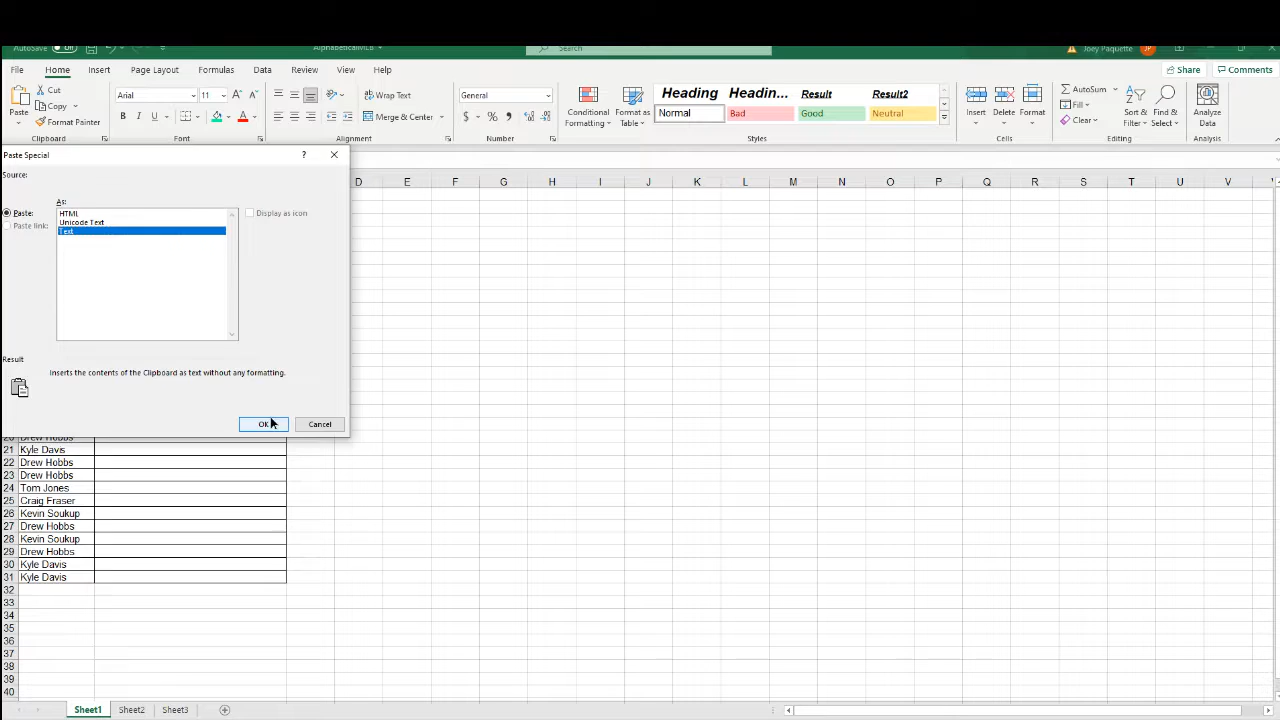 AutoSave Off AlphabeticallyLB Search Joey Paquette JP
File Home Insert Page Layout Formulas Data Review View Help Share Comments
Cut
Copy
Format Painter
Paste
Clipboard
Arial 11
B
Font
Wrap Text
Merge & Center
Alignment
General
$ % ,
Number
Conditional
Formatting
Format as
Table
Heading Headin... Result Result2
Normal Bad Good Neutral
Styles
Insert Delete Format
Cells
AutoSum
Fill
Clear
Sort &
Filter
Find &
Select
Editing
Analyze
Data
Analysis
Paste Special ?
Source:
As:
Paste:
Paste link:
HTML
Unicode Text
Text
Display as icon
Result
Inserts the contents of the Clipboard as text without any formatting.
OK Cancel
D E F G H I J K L M N O P Q R S T U V
20 Drew Hobbs
21 Kyle Davis
22 Drew Hobbs
23 Drew Hobbs
24 Tom Jones
25 Craig Fraser
26 Kevin Soukup
27 Drew Hobbs
28 Kevin Soukup
29 Drew Hobbs
30 Kyle Davis
31 Kyle Davis
32
33
34
35
36
37
38
39
40
Sheet1 Sheet2 Sheet3